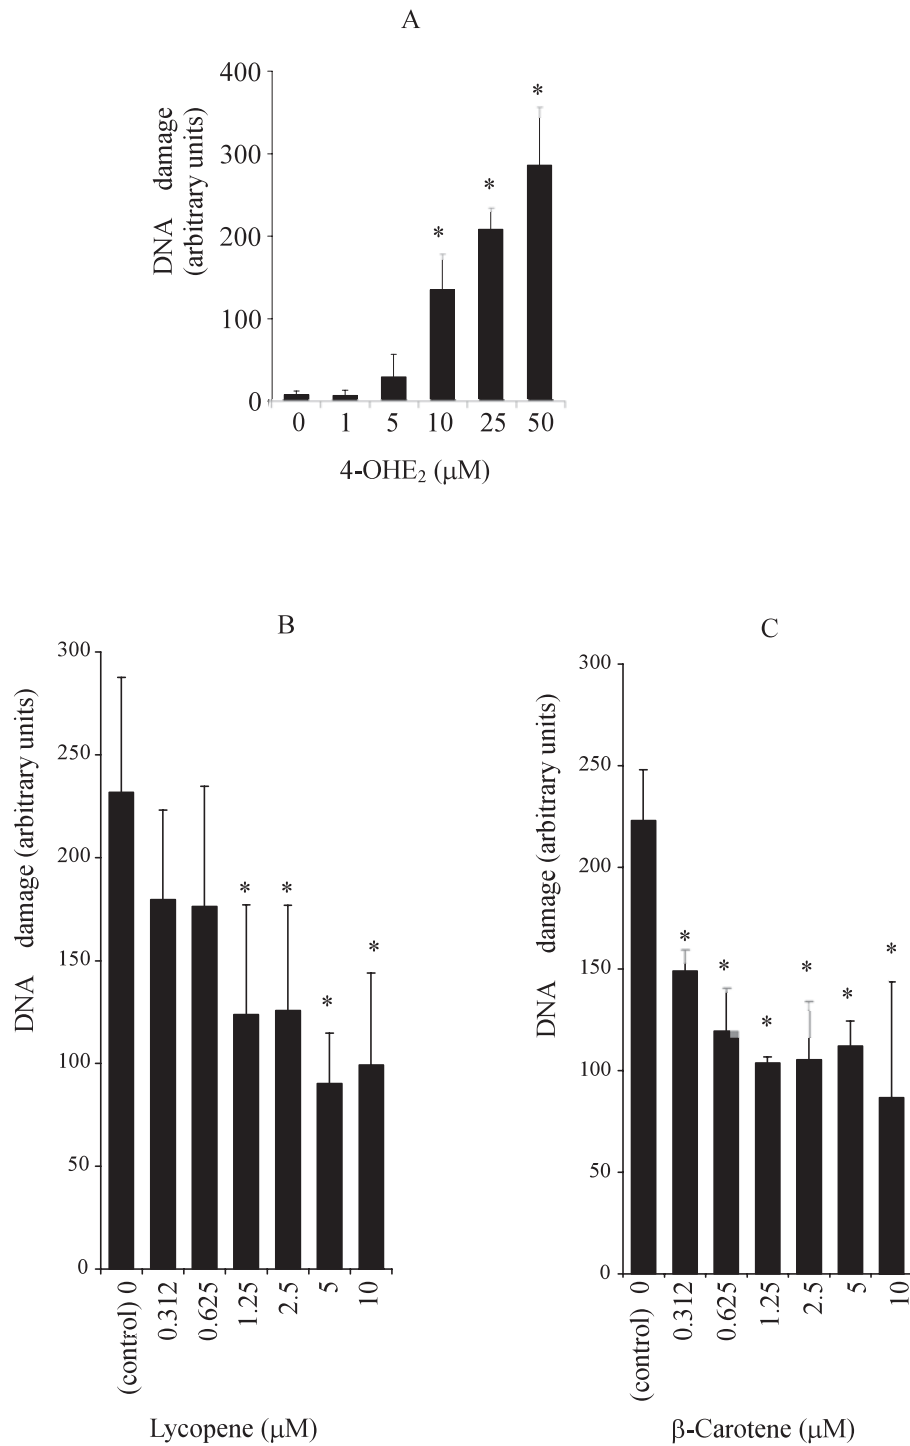 A
DNA damage
(arbitrary units)
400
300
200
100
0
*
*
*
0 1 5 10 25 50
4-OHE₂ (μM)
B
DNA damage (arbitrary units)
300
250
200
150
100
50
0
* *
*
*
(control) 0 0.312 0.625 1.25 2.5 5 10
Lycopene (μM)
C
DNA damage (arbitrary units)
300
250
200
150
100
50
0
*
*
*
*
*
*
(control) 0 0.312 0.625 1.25 2.5 5 10
β-Carotene (μM)